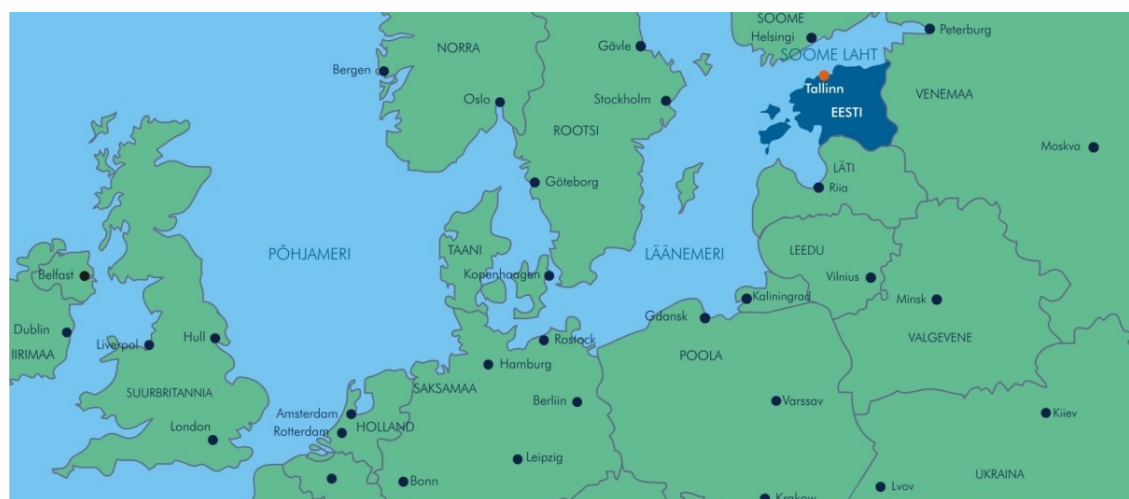 SOOME
Helsingi
Peterburg
NORRA
Gävle
SOOME LAHT
Bergen
Tallinn
VENEMAA
Oslo
Stockholm
EESTI
ROOTSI
Moskva
LÄTI
Göteborg
Riia
PÕHJAMERI
TAANI
LÄÄNEMERI
LEEDU
Belfast
Kopenhaagen
Vilnius
Kaliningrad
Minsk
Gdansk
Dublin
Hull
Liverpol
Rostock
VALGEVENE
IIRIMAA
POOLA
Hamburg
SUURBRITANNIA
SAKSAMAA
Berliin
Varssav
Amsterdam
Kiiev
London
Rotterdam
HOLLAND
Leipzig
UKRAINA
Bonn
Lvov
Krakow